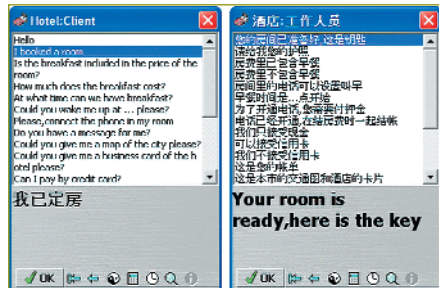 Hotel:Client
Hello
I booked a room
Is the breakfast included in the price of the
room?
How much does the breakfast cost?
At what time can we have breakfast?
Could you wake me up at ... please?
Please,connect the phone in my room
Do you have a message for me?
Could you give me a map of the city please?
Could you give me a business card of the h
otel please?
Can I pay by credit card?
我已定房
OK
酒店:工作人员
您的房间已准备好,这是钥匙
请给我您的护照
房费里已包含早餐
房费里不包含早餐
房间里的电话可以设置叫早
早餐时间是...点开始
为了开通电话,您需要付押金
电话已经开通,在结房费时一起结帐
我们只接受现金
可以接受信用卡
我们不接受信用卡
这是您的帐单
这是本市的交通图和酒店的卡片
Your room is
ready,here is the key
OK